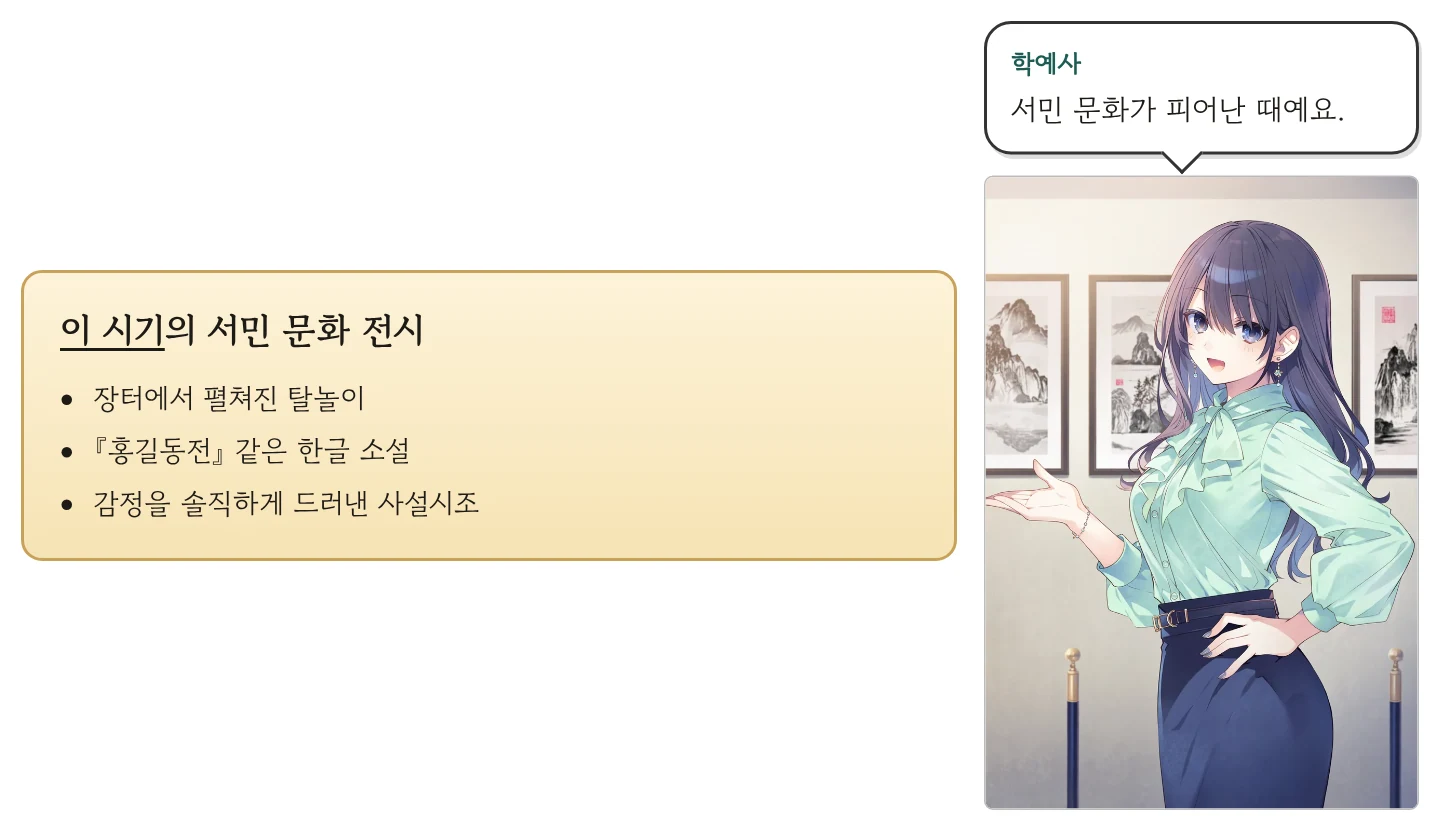 학예사
서민 문화가 피어난 때예요.
이 시기의 서민 문화 전시
• 장터에서 펼쳐진 탈놀이
• 『홍길동전』 같은 한글 소설
• 감정을 솔직하게 드러낸 사설시조